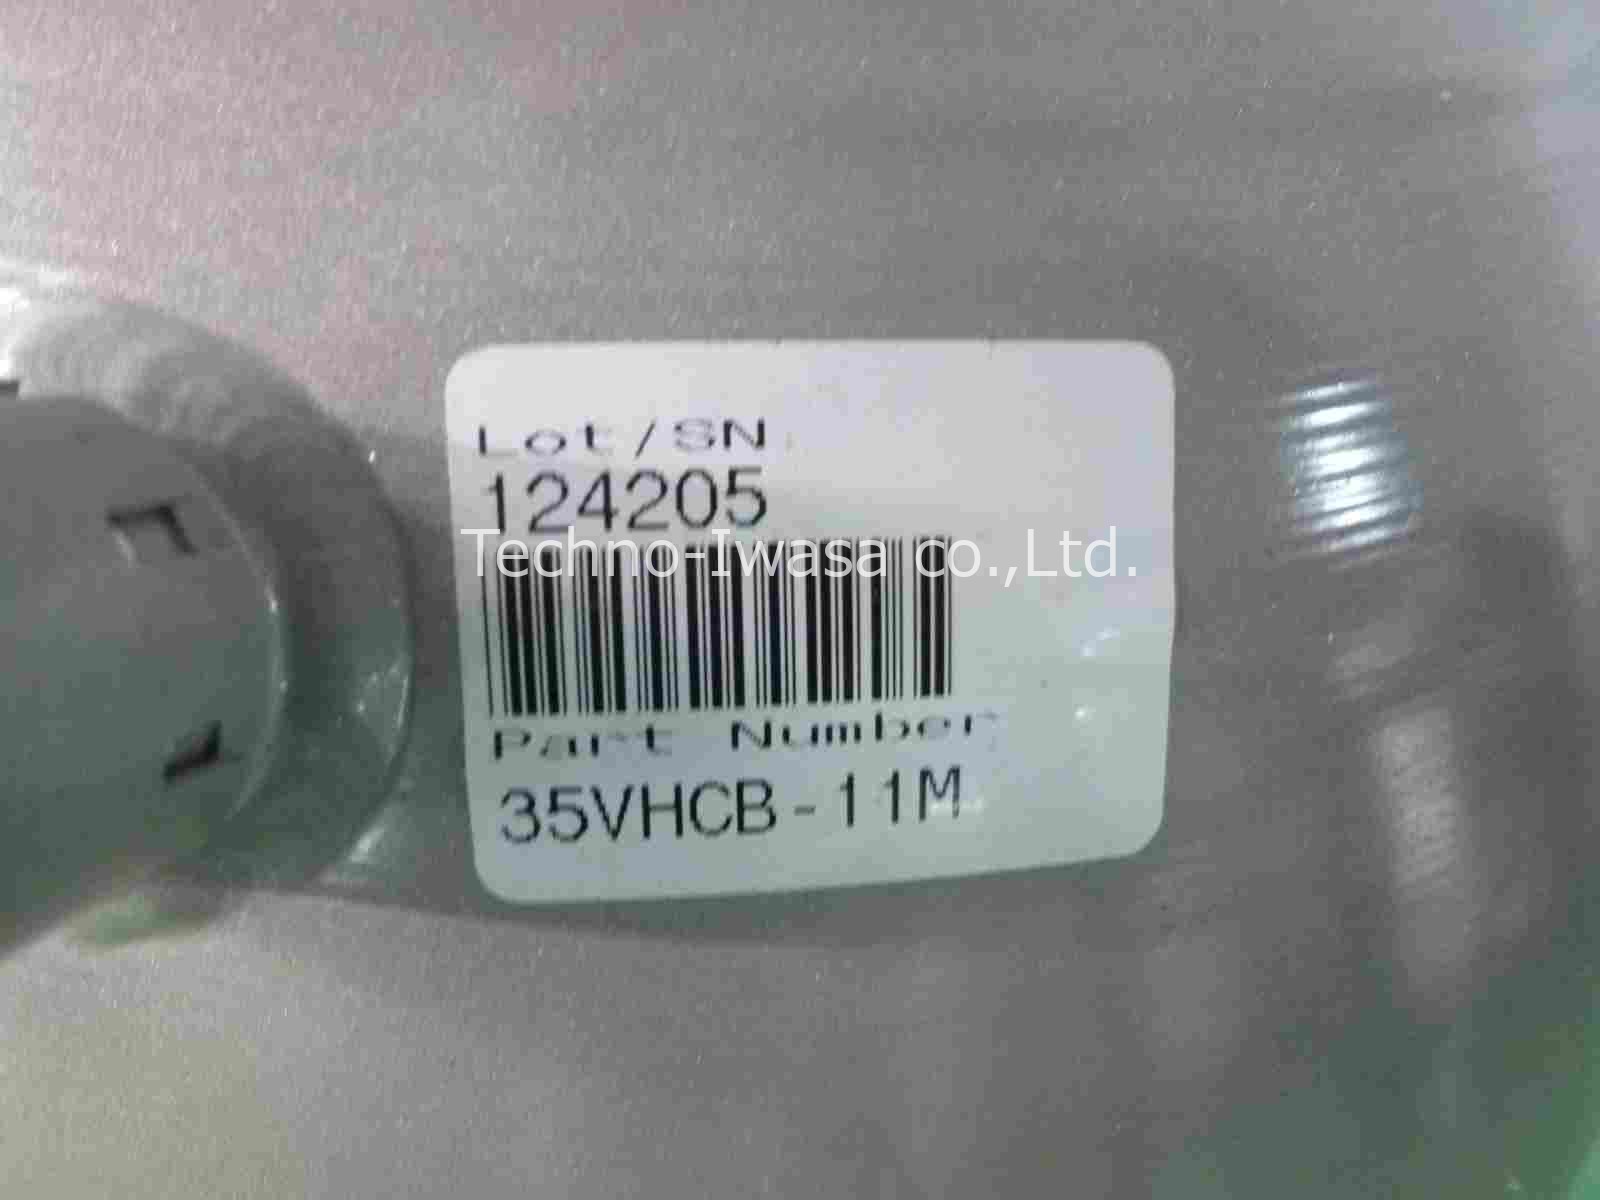 Lot/SN
124205
Techno-Iwasa co.,Ltd.
Part Number
35VHCB-11M